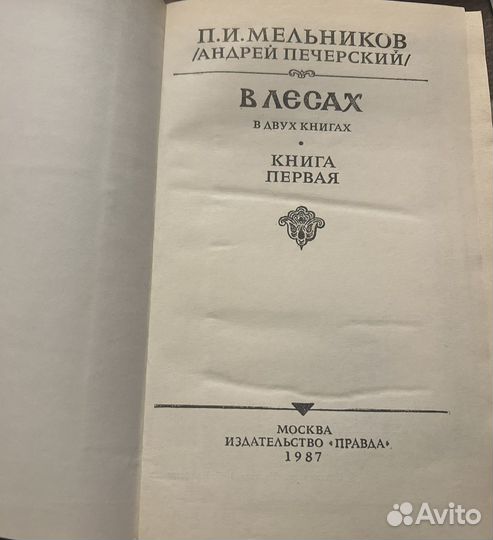 П.И.МЕЛЬНИКОВ
/АНДРЕЙ ПЕЧЕРСКИЙ/
В ЛЕСАХ
В ДВУХ КНИГАХ
•
КНИГА
ПЕРВАЯ
МОСКВА
ИЗДАТЕЛЬСТВО «ПРАВДА»
1987
Avito